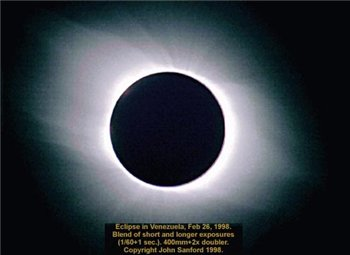 Eclipse in Venezuela, Feb 26, 1998.
Blend of short and longer exposures
(1/60+1 sec.). 400mm+2x doubler.
Copyright John Sanford 1998.